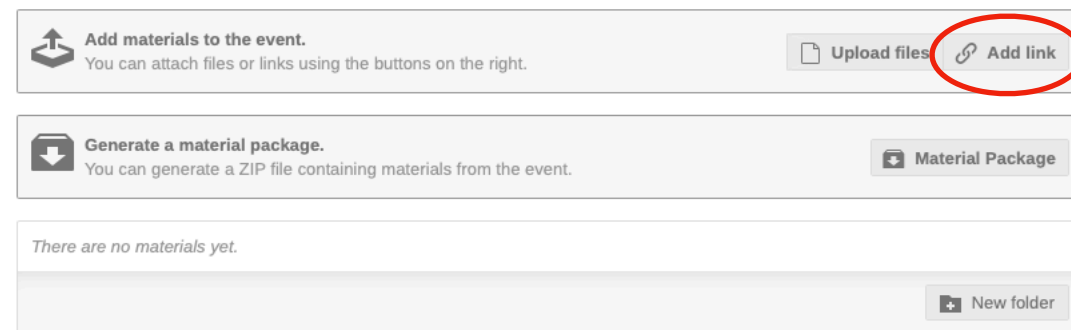 Add materials to the event.
You can attach files or links using the buttons on the right.
Upload files
Add link
Generate a material package.
You can generate a ZIP file containing materials from the event.
Material Package
There are no materials yet.
New folder